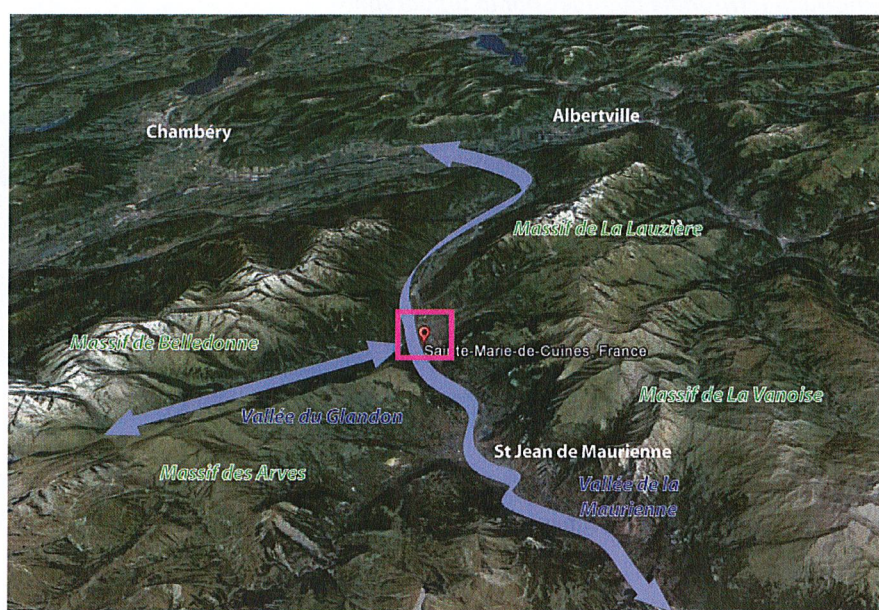 Albertville
Chambéry
Massif de La Lauzière
Massif de Belledonne
Sainte-Marie-de-Cuines, France
Massif de La Vanoise
Vallée du Glandon
St Jean de Maurienne
Massif des Arves
Vallée de la
Maurienne